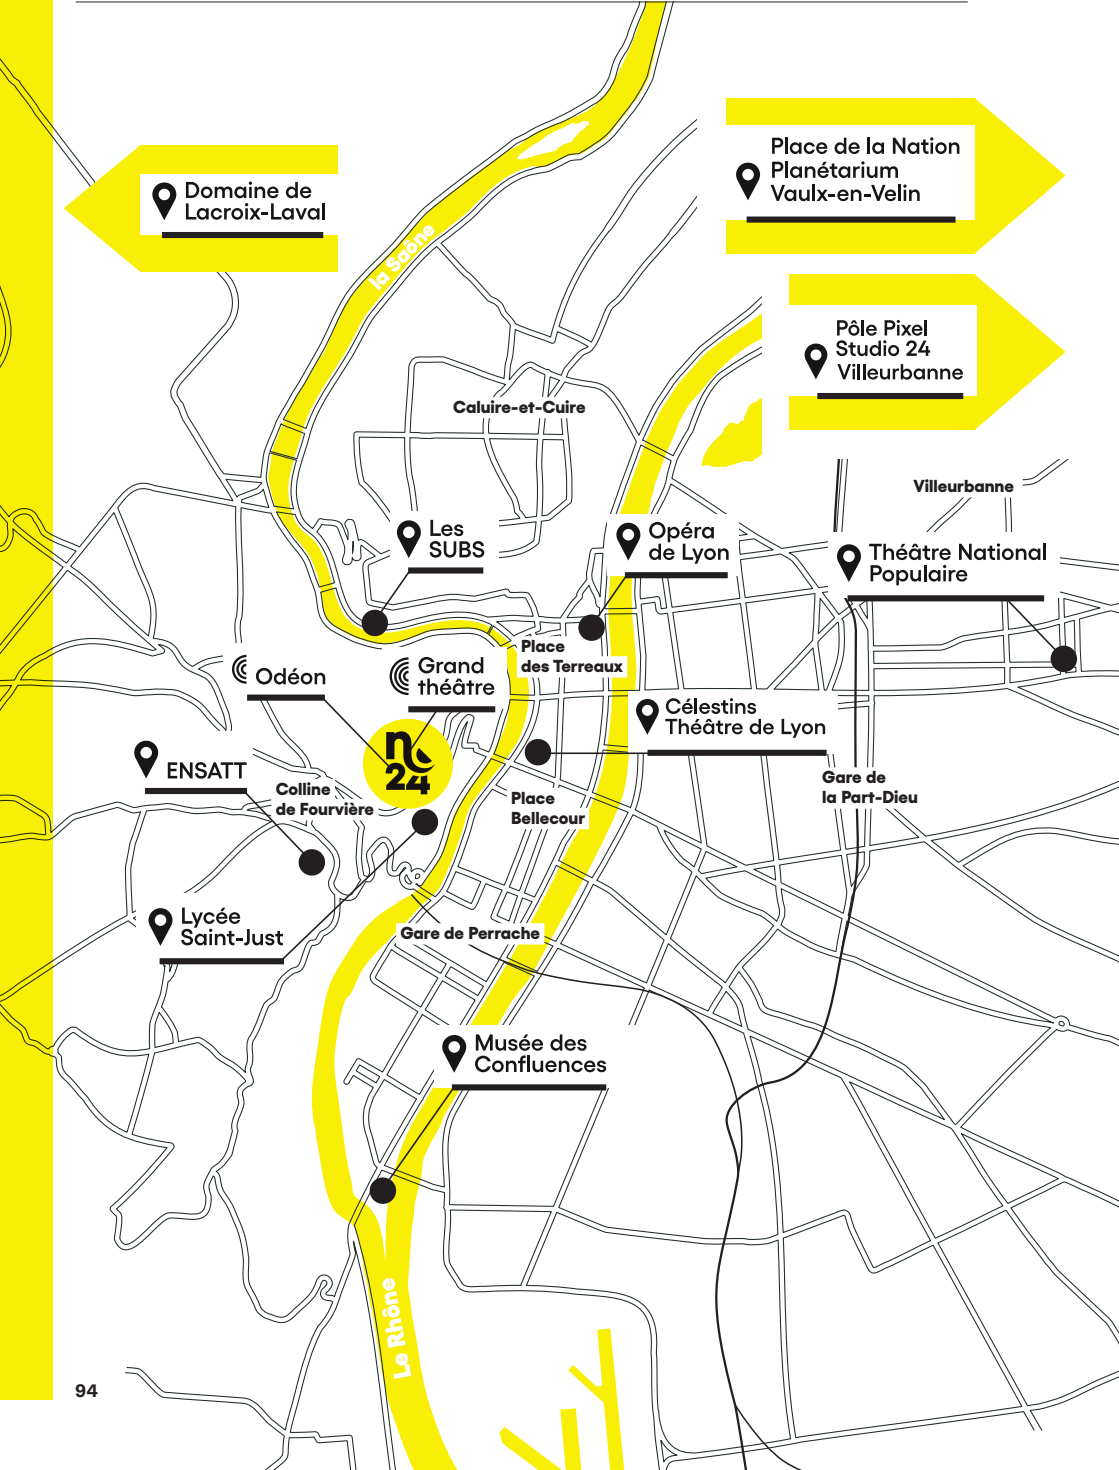 Place de la Nation
Planétarium
Vaulx-en-Velin
Domaine de
Lacroix-Laval
la Saône
Pôle Pixel
Studio 24
Villeurbanne
Caluire-et-Cuire
Villeurbanne
Les
SUBS
Opéra
de Lyon
Théâtre National
Populaire
Place
des Terreaux
Odéon
Grand
théâtre
Célestins
Théâtre de Lyon
n
24
ENSATT
Colline
de Fourvière
Place
Bellecour
Gare de
la Part-Dieu
Lycée
Saint-Just
Gare de Perrache
Musée des
Confluences
Le Rhône
94